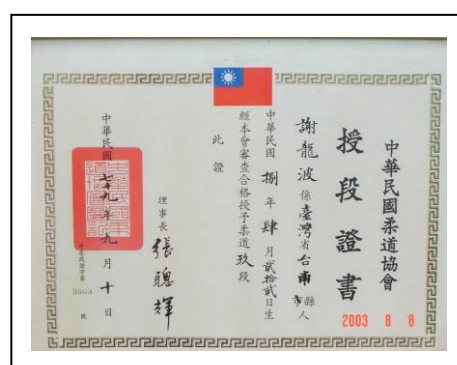 中華民國柔道協會
授段證書
謝龍波係臺灣省台南縣市人
中華民國捌年肆月貳拾貳日生
經本會審查合格授予柔道玖段
此證
理事長 張聰輝
中華民國七十九年九月十日
2003 8 8